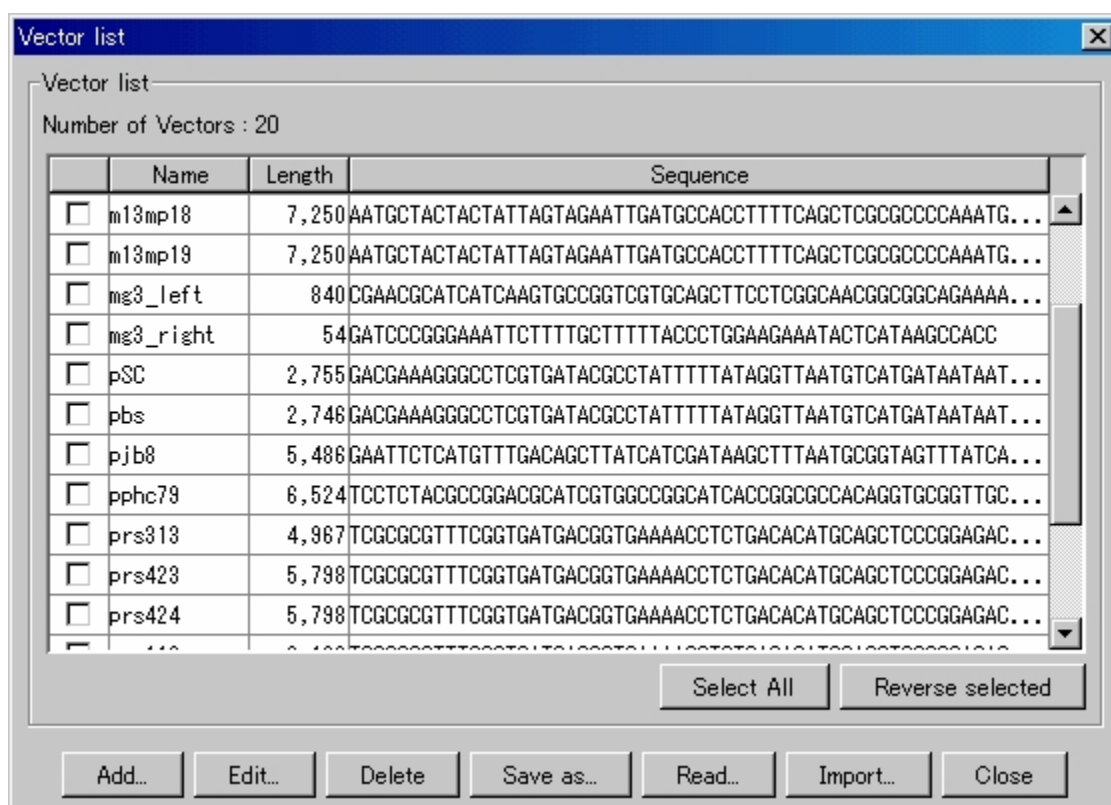 Vector list
Vector list
Number of Vectors : 20
Name Length Sequence
m13mp18 7,250 AATGCTACTACTATTAGTAGAATTGATGCCACCTTTTCAGCTCGCGCCCCAAATG...
m13mp19 7,250 AATGCTACTACTATTAGTAGAATTGATGCCACCTTTTCAGCTCGCGCCCCAAATG...
mg3_left 840 CGAACGCATCATCAAGTGCCGGTCGTGCAGCTTCCTCGGCAACGGCGGCAGAAAA...
mg3_right 54 GATCCCGGGAAATTCTTTTGCTTTTTACCCTGGAAGAAATACTCATAAGCCACC
pSC 2,755 GACGAAAGGGCCTCGTGATACGCCTATTTTTATAGGTTAATGTCATGATAATAAT...
pbs 2,746 GACGAAAGGGCCTCGTGATACGCCTATTTTTATAGGTTAATGTCATGATAATAAT...
pjb8 5,486 GAATTCTCATGTTTGACAGCTTATCATCGATAAGCTTTAATGCGGTAGTTTATCA...
pphc79 6,524 TCCTCTACGCCGGACGCATCGTGGCCGGCATCACCGGCGCCACAGGTGCGGTTGC...
prs313 4,967 TCGCGCGTTTCGGTGATGACGGTGAAAACCTCTGACACATGCAGCTCCCGGAGAC...
prs423 5,798 TCGCGCGTTTCGGTGATGACGGTGAAAACCTCTGACACATGCAGCTCCCGGAGAC...
prs424 5,798 TCGCGCGTTTCGGTGATGACGGTGAAAACCTCTGACACATGCAGCTCCCGGAGAC...
Select All Reverse selected
Add... Edit... Delete Save as... Read... Import... Close